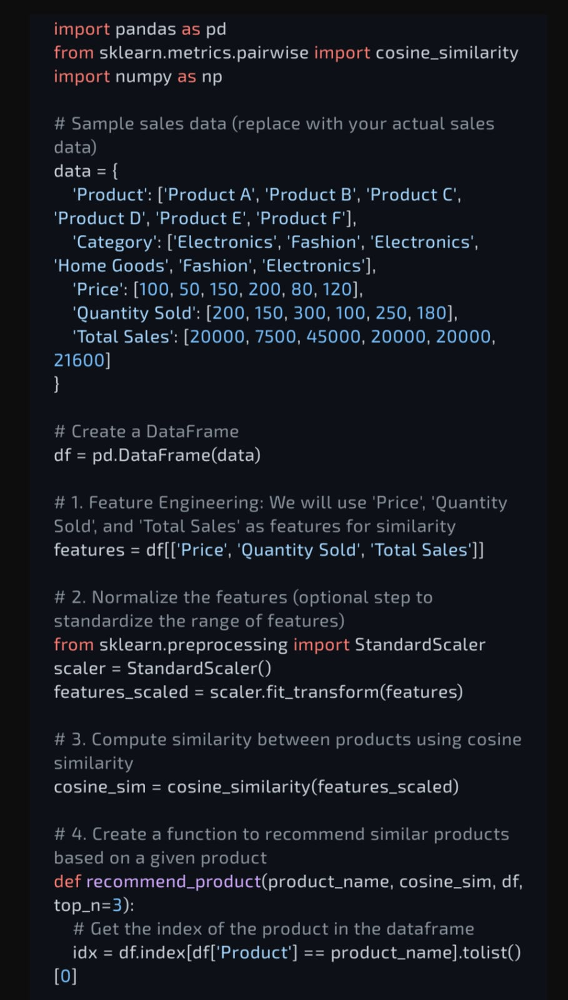 import pandas as pd
from sklearn.metrics.pairwise import cosine_similarity
import numpy as np
# Sample sales data (replace with your actual sales
data)
data = {
'Product': ['Product A', 'Product B', 'Product C',
'Product D', 'Product E', 'Product F'],
'Category': ['Electronics', 'Fashion', 'Electronics',
'Home Goods', 'Fashion', 'Electronics'],
'Price': [100, 50, 150, 200, 80, 120],
'Quantity Sold': [200, 150, 300, 100, 250, 180],
'Total Sales': [20000, 7500, 45000, 20000, 20000,
21600]
}
# Create a DataFrame
df = pd.DataFrame(data)
# 1. Feature Engineering: We will use 'Price', 'Quantity
Sold', and 'Total Sales' as features for similarity
features = df[['Price', 'Quantity Sold', 'Total Sales']]
# 2. Normalize the features (optional step to
standardize the range of features)
from sklearn.preprocessing import StandardScaler
scaler = StandardScaler()
features_scaled = scaler.fit_transform(features)
# 3. Compute similarity between products using cosine
similarity
cosine_sim = cosine_similarity(features_scaled)
# 4. Create a function to recommend similar products
based on a given product
def recommend_product(product_name, cosine_sim, df,
top_n=3):
# Get the index of the product in the dataframe
idx = df.index[df['Product'] == product_name].tolist()
[0]